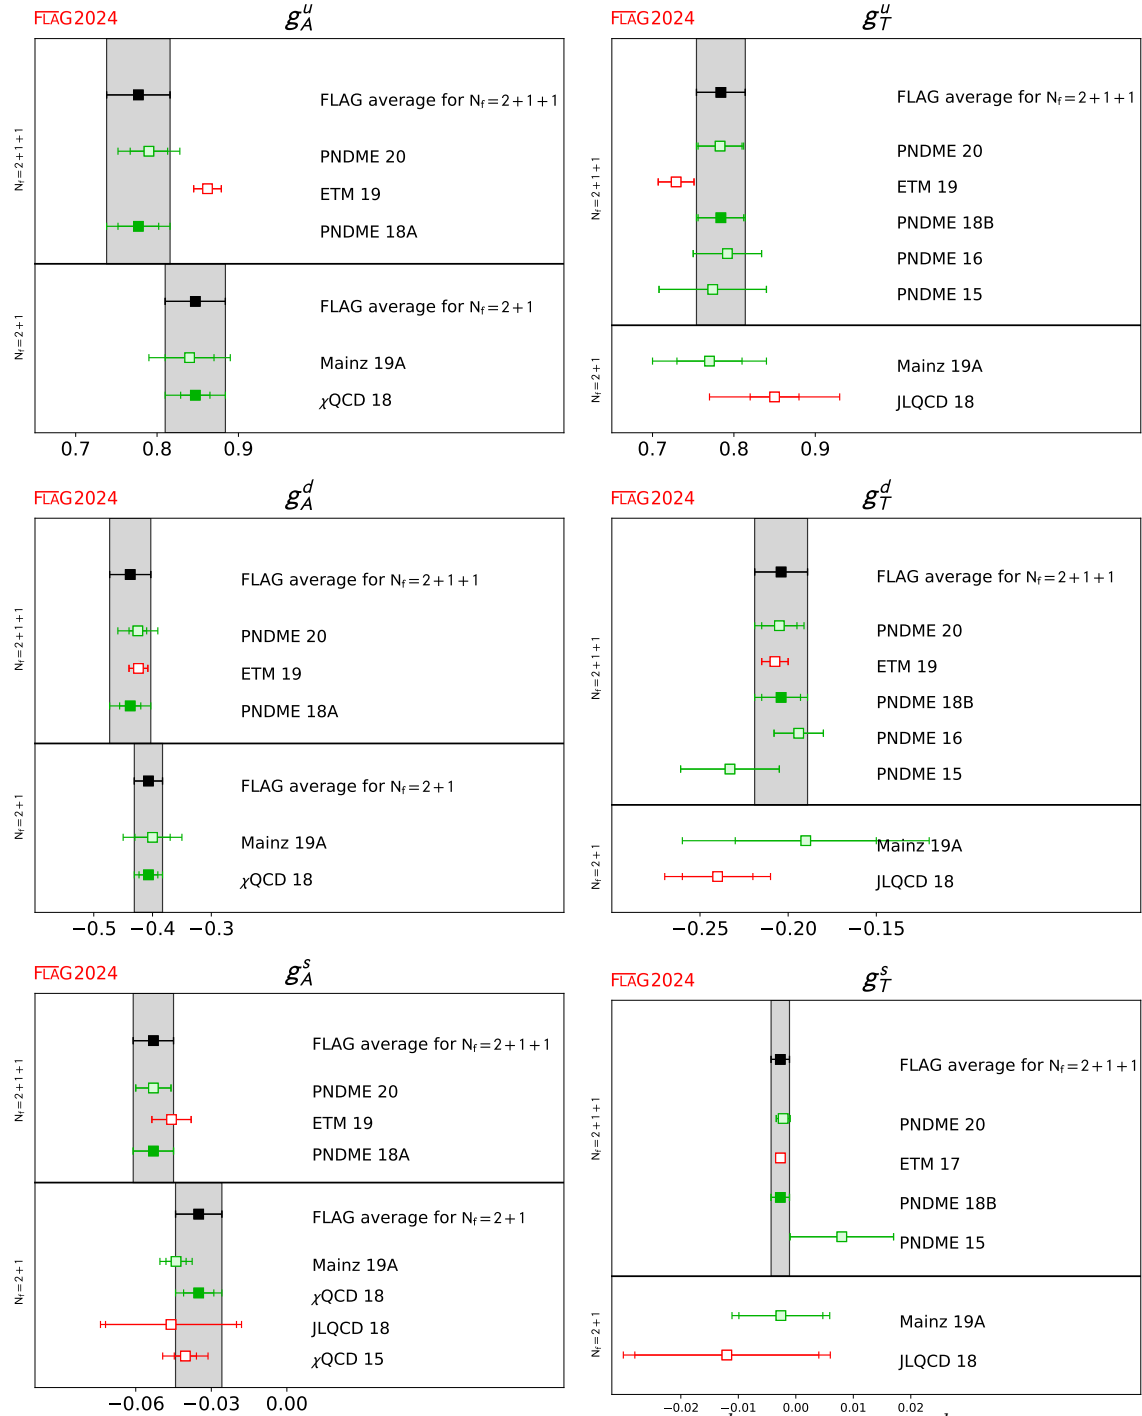 FLAG2024
g_A^u
N_f=2+1+1
FLAG average for N_f=2+1+1
PNDME 20
ETM 19
PNDME 18A
N_f=2+1
FLAG average for N_f=2+1
Mainz 19A
χQCD 18
0.7 0.8 0.9
FLAG2024
g_T^u
N_f=2+1+1
FLAG average for N_f=2+1+1
PNDME 20
ETM 19
PNDME 18B
PNDME 16
PNDME 15
N_f=2+1
Mainz 19A
JLQCD 18
0.7 0.8 0.9
FLAG2024
g_A^d
N_f=2+1+1
FLAG average for N_f=2+1+1
PNDME 20
ETM 19
PNDME 18A
N_f=2+1
FLAG average for N_f=2+1
Mainz 19A
χQCD 18
−0.5 −0.4 −0.3
FLAG2024
g_T^d
N_f=2+1+1
FLAG average for N_f=2+1+1
PNDME 20
ETM 19
PNDME 18B
PNDME 16
PNDME 15
N_f=2+1
Mainz 19A
JLQCD 18
−0.25 −0.20 −0.15
FLAG2024
g_A^s
N_f=2+1+1
FLAG average for N_f=2+1+1
PNDME 20
ETM 19
PNDME 18A
N_f=2+1
FLAG average for N_f=2+1
Mainz 19A
χQCD 18
JLQCD 18
χQCD 15
−0.06 −0.03 0.00
FLAG2024
g_T^s
N_f=2+1+1
FLAG average for N_f=2+1+1
PNDME 20
ETM 17
PNDME 18B
PNDME 15
N_f=2+1
Mainz 19A
JLQCD 18
−0.02 −0.01 0.00 0.01 0.02